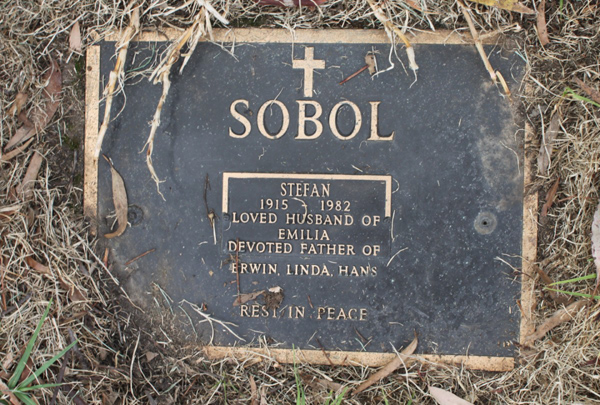 SOBOL
STEFAN
1915 1982
LOVED HUSBAND OF
EMILIA
DEVOTED FATHER OF
ERWIN, LINDA, HANS
REST IN PEACE